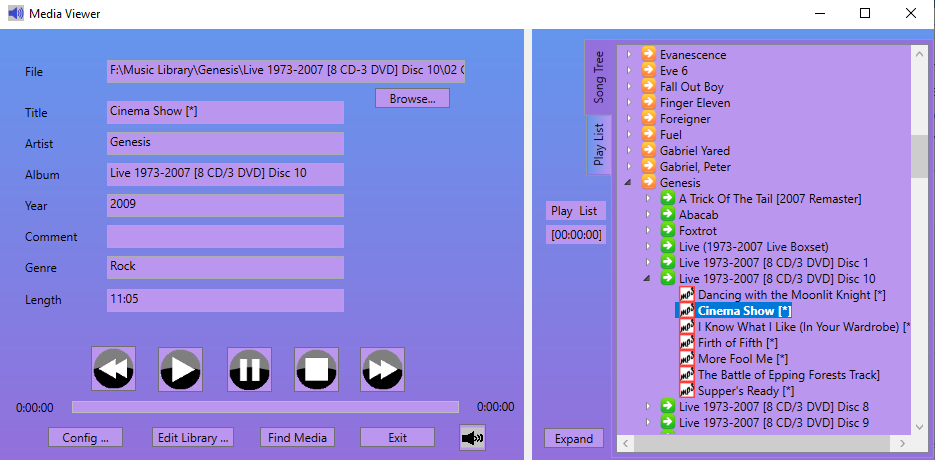 Media Viewer
File
F:\Music Library\Genesis\Live 1973-2007 [8 CD-3 DVD] Disc 10\02
Browse...
Title
Cinema Show [*]
Artist
Genesis
Album
Live 1973-2007 [8 CD/3 DVD] Disc 10
Year
2009
Comment
Genre
Rock
Length
11:05
0:00:00
0:00:00
Config ...
Edit Library ...
Find Media
Exit
Song Tree
Play List
Play List
[00:00:00]
Expand
Evanescence
Eve 6
Fall Out Boy
Finger Eleven
Foreigner
Fuel
Gabriel Yared
Gabriel, Peter
Genesis
A Trick Of The Tail [2007 Remaster]
Abacab
Foxtrot
Live (1973-2007 Live Boxset)
Live 1973-2007 [8 CD/3 DVD] Disc 1
Live 1973-2007 [8 CD/3 DVD] Disc 10
mp3 Dancing with the Moonlit Knight [*]
mp3 Cinema Show [*]
mp3 I Know What I Like (In Your Wardrobe) [*
mp3 Firth of Fifth [*]
mp3 More Fool Me [*]
mp3 The Battle of Epping Forests Track]
mp3 Supper's Ready [*]
Live 1973-2007 [8 CD/3 DVD] Disc 8
Live 1973-2007 [8 CD/3 DVD] Disc 9